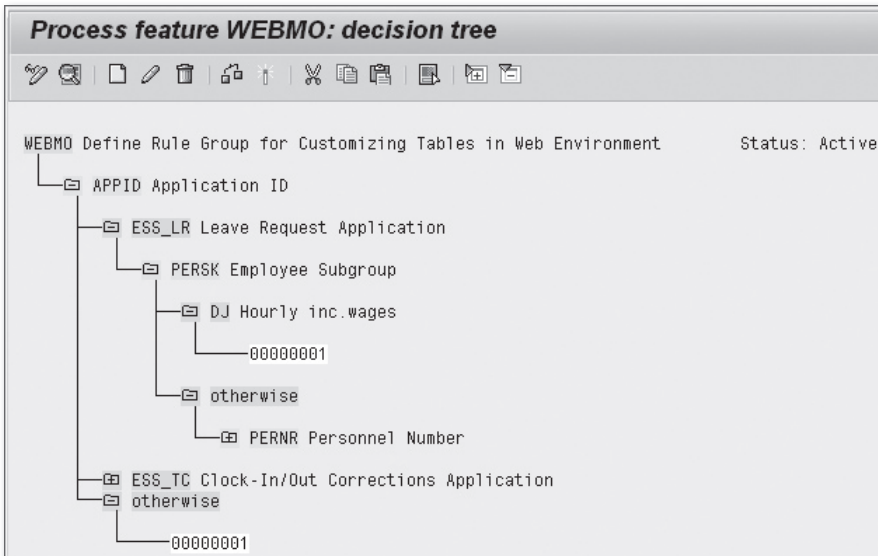 Process feature WEBMO: decision tree
WEBMO Define Rule Group for Customizing Tables in Web Environment Status: Active
APPID Application ID
ESS_LR Leave Request Application
PERSK Employee Subgroup
DJ Hourly inc.wages
00000001
otherwise
PERNR Personnel Number
ESS_TC Clock-In/Out Corrections Application
otherwise
00000001